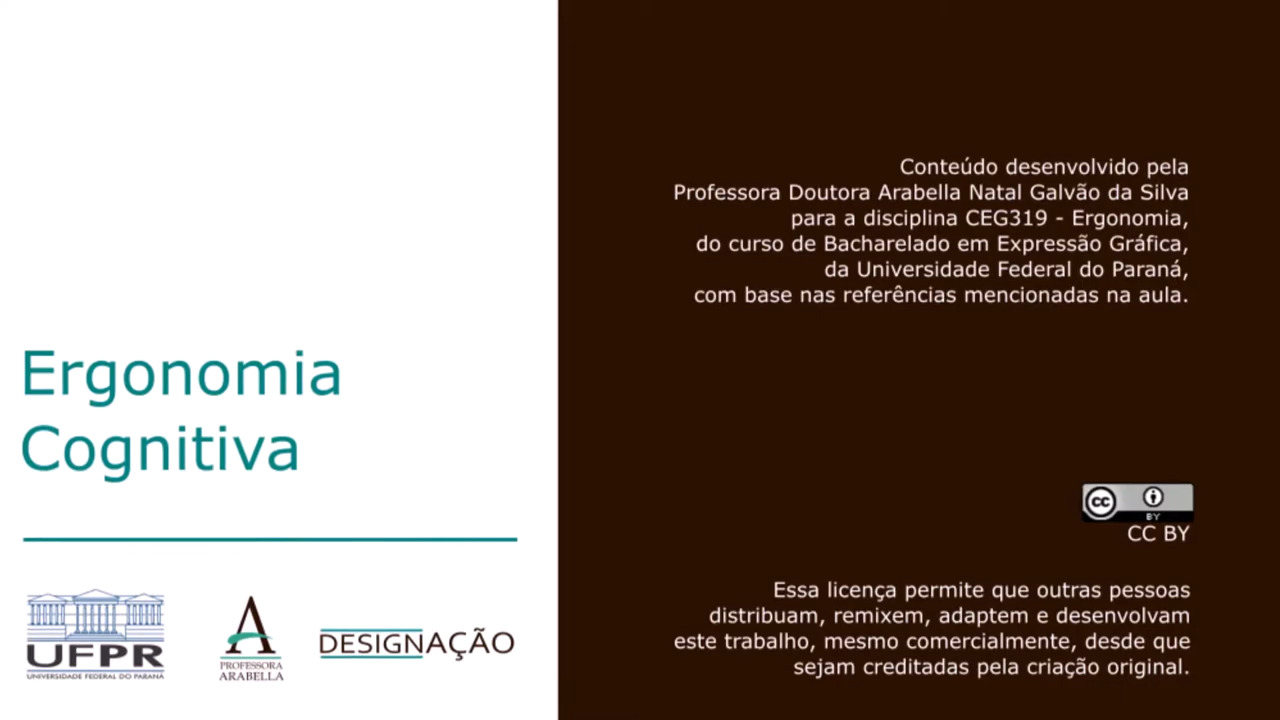 Ergonomia
Cognitiva
UFPR
UNIVERSIDADE FEDERAL DO PARANÁ
A
PROFESSORA
ARABELLA
DESIGNAÇÃO
Conteúdo desenvolvido pela
Professora Doutora Arabella Natal Galvão da Silva
para a disciplina CEG319 - Ergonomia,
do curso de Bacharelado em Expressão Gráfica,
da Universidade Federal do Paraná,
com base nas referências mencionadas na aula.
cc
BY
CC BY
Essa licença permite que outras pessoas
distribuam, remixem, adaptem e desenvolvam
este trabalho, mesmo comercialmente, desde que
sejam creditadas pela criação original.